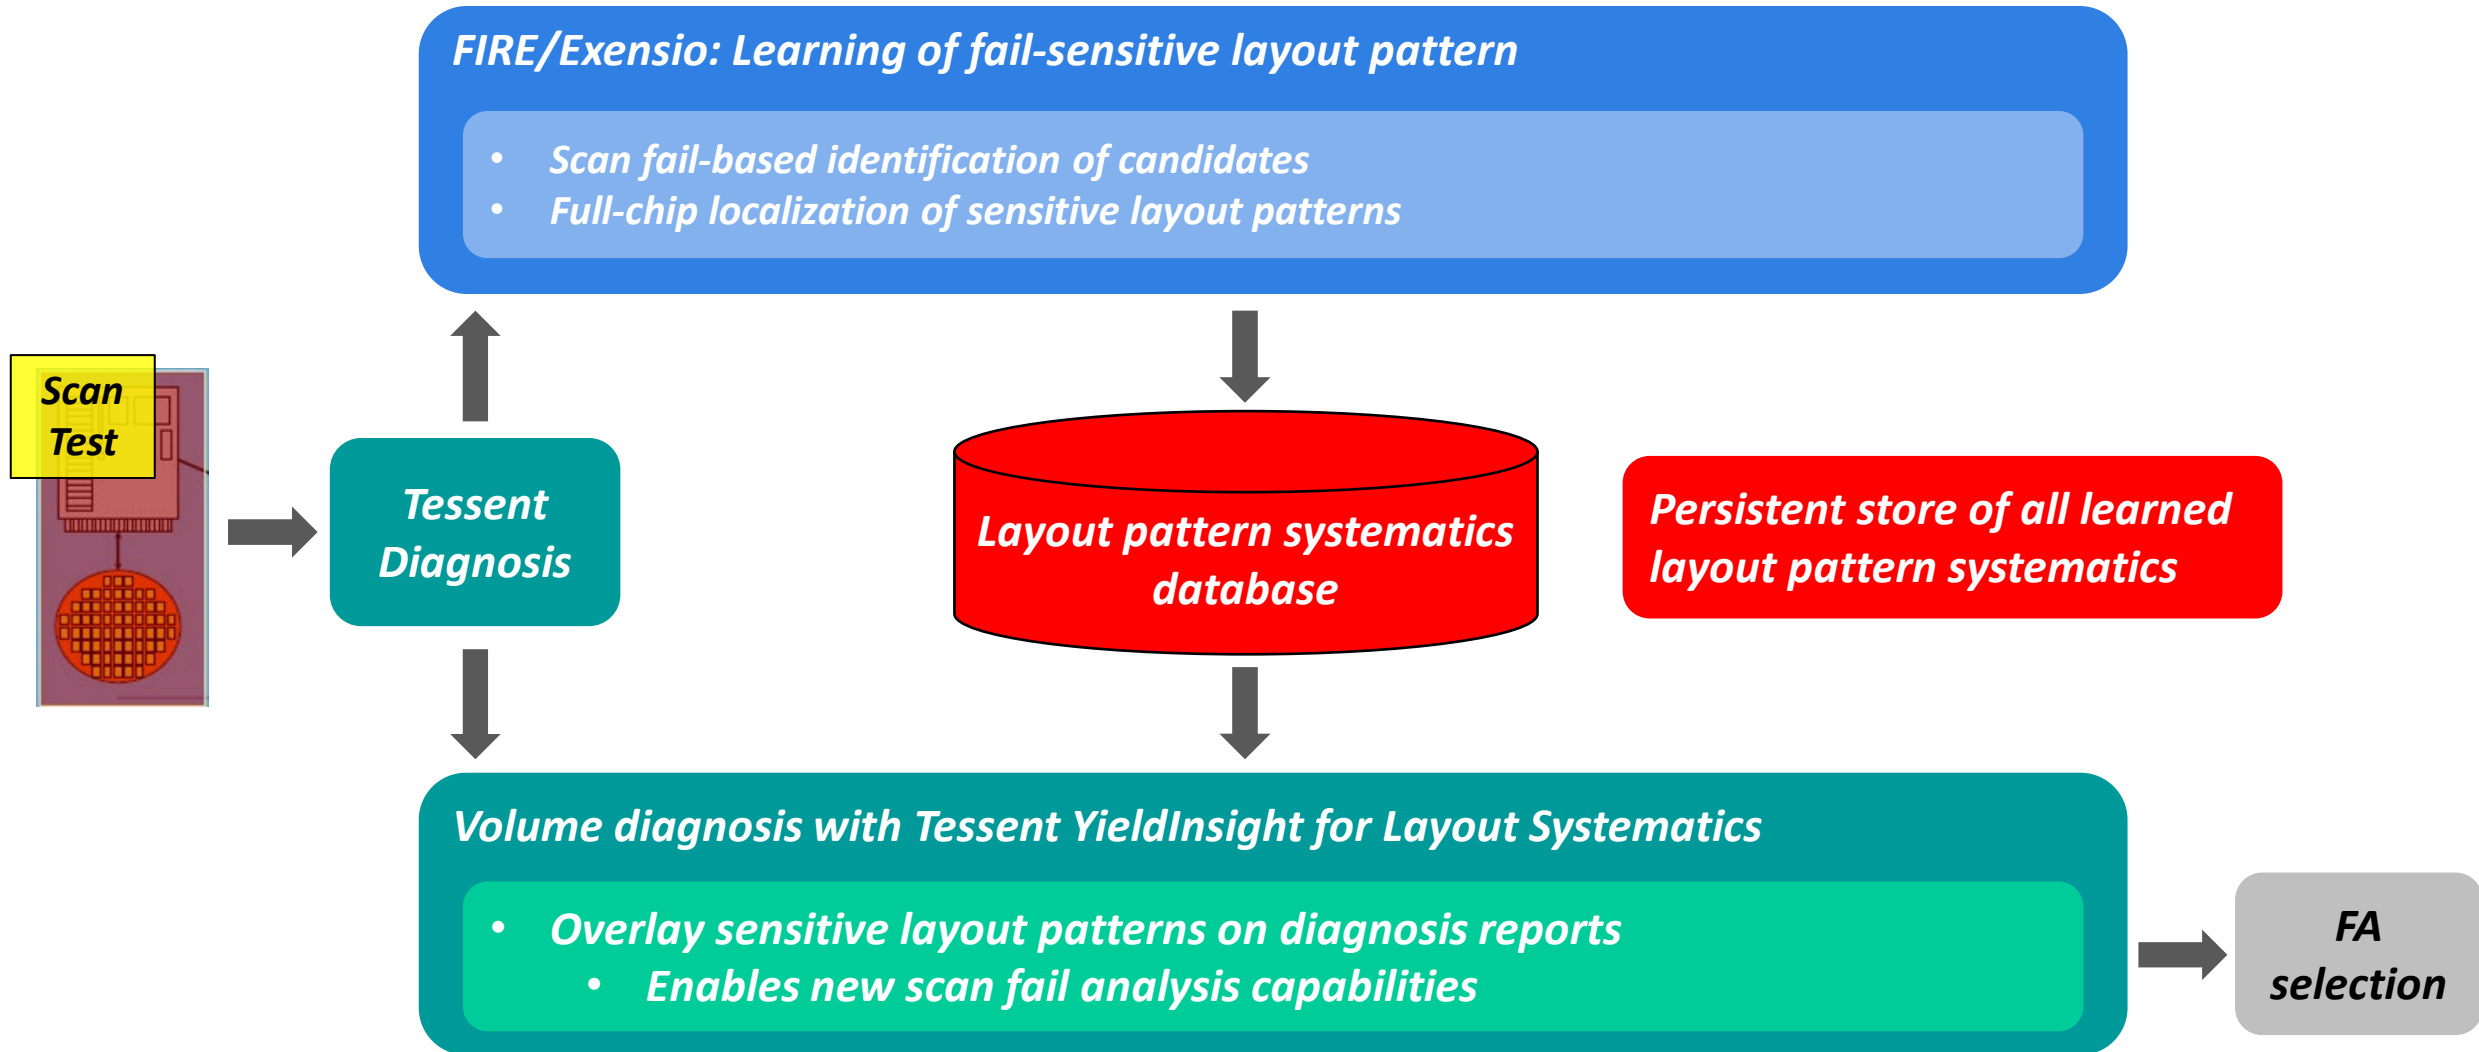 FIRE/Exensio: Learning of fail-sensitive layout pattern
• Scan fail-based identification of candidates
• Full-chip localization of sensitive layout patterns
Scan
Test
Tessent
Diagnosis
Layout pattern systematics
database
Persistent store of all learned
layout pattern systematics
Volume diagnosis with Tessent YieldInsight for Layout Systematics
• Overlay sensitive layout patterns on diagnosis reports
• Enables new scan fail analysis capabilities
FA
selection